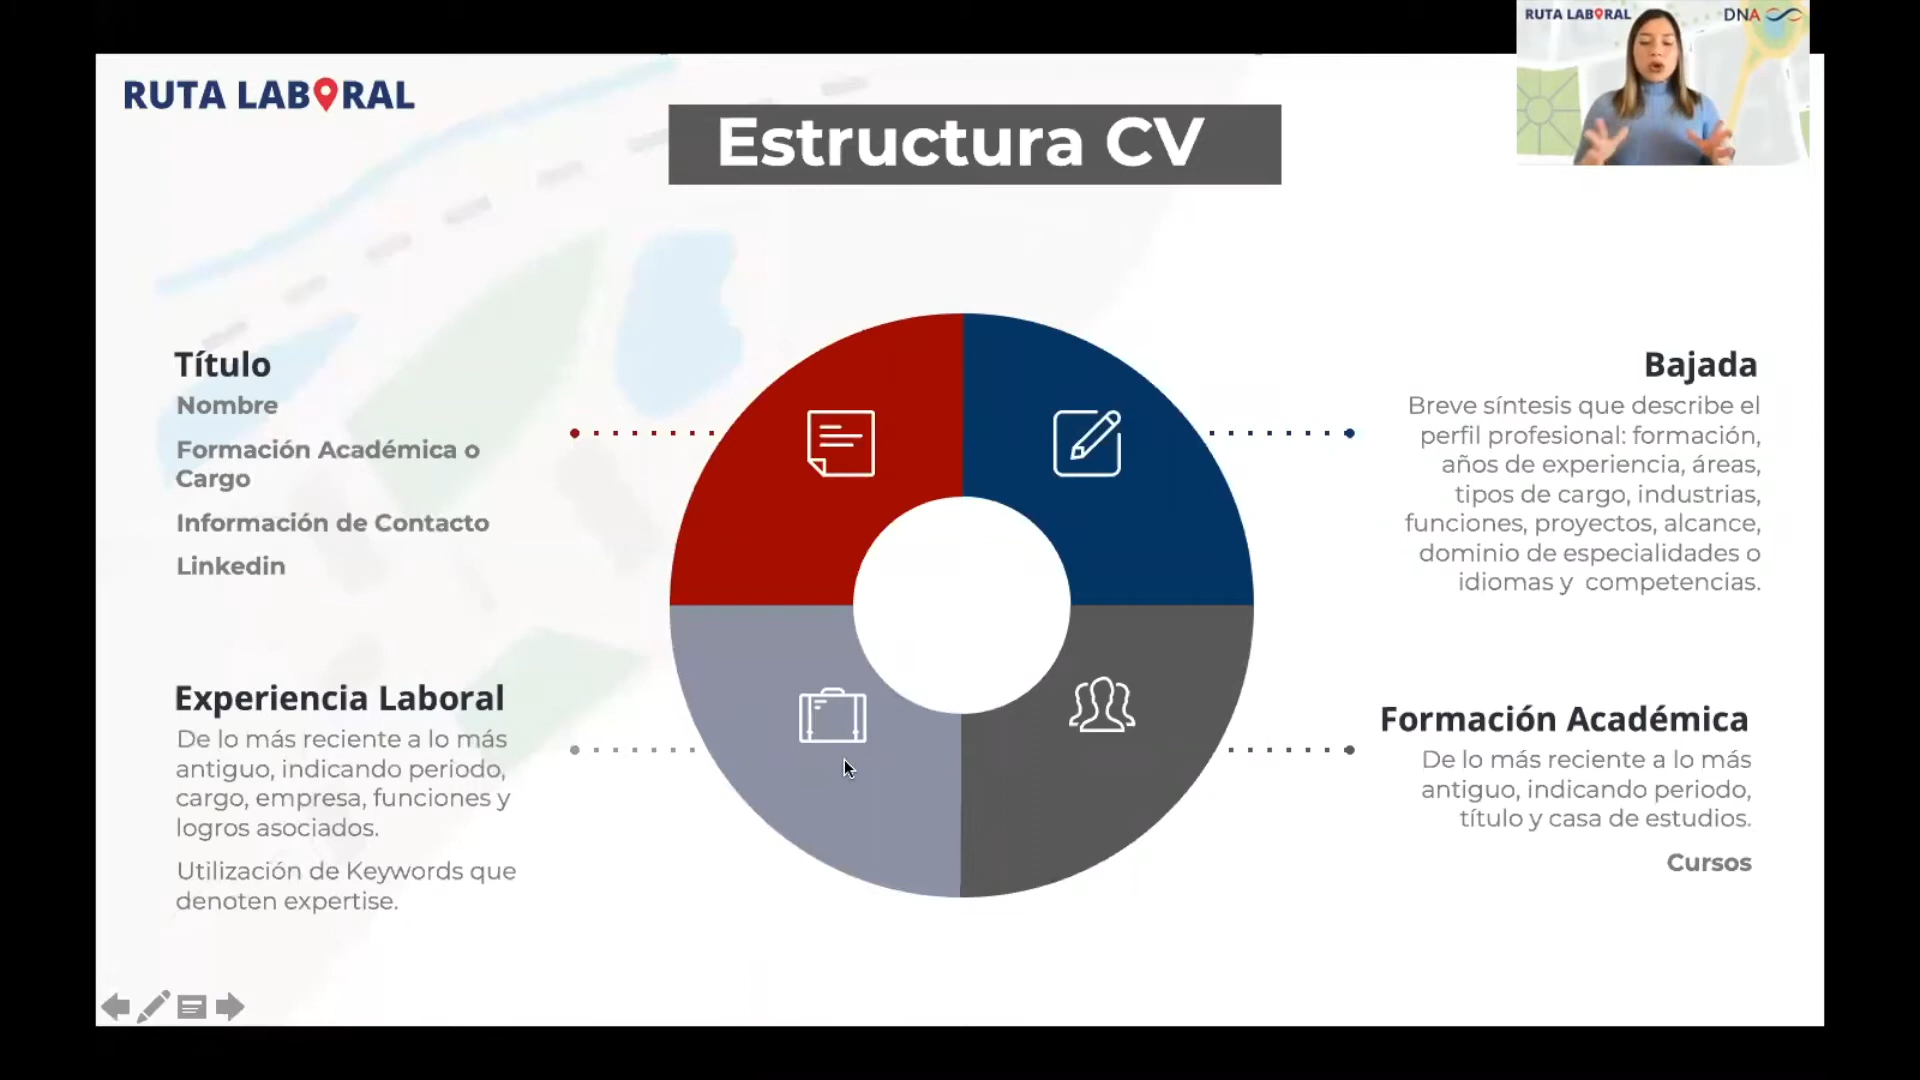 RUTA LABORAL
DNA
RUTA LABORAL
Estructura CV
Título
Nombre
Formación Académica o
Cargo
Información de Contacto
Linkedin
Bajada
Breve síntesis que describe el
perfil profesional: formación,
años de experiencia, áreas,
tipos de cargo, industrias,
funciones, proyectos, alcance,
dominio de especialidades o
idiomas y competencias.
Experiencia Laboral
De lo más reciente a lo más
antiguo, indicando periodo,
cargo, empresa, funciones y
logros asociados.
Utilización de Keywords que
denoten expertise.
Formación Académica
De lo más reciente a lo más
antiguo, indicando periodo,
título y casa de estudios.
Cursos